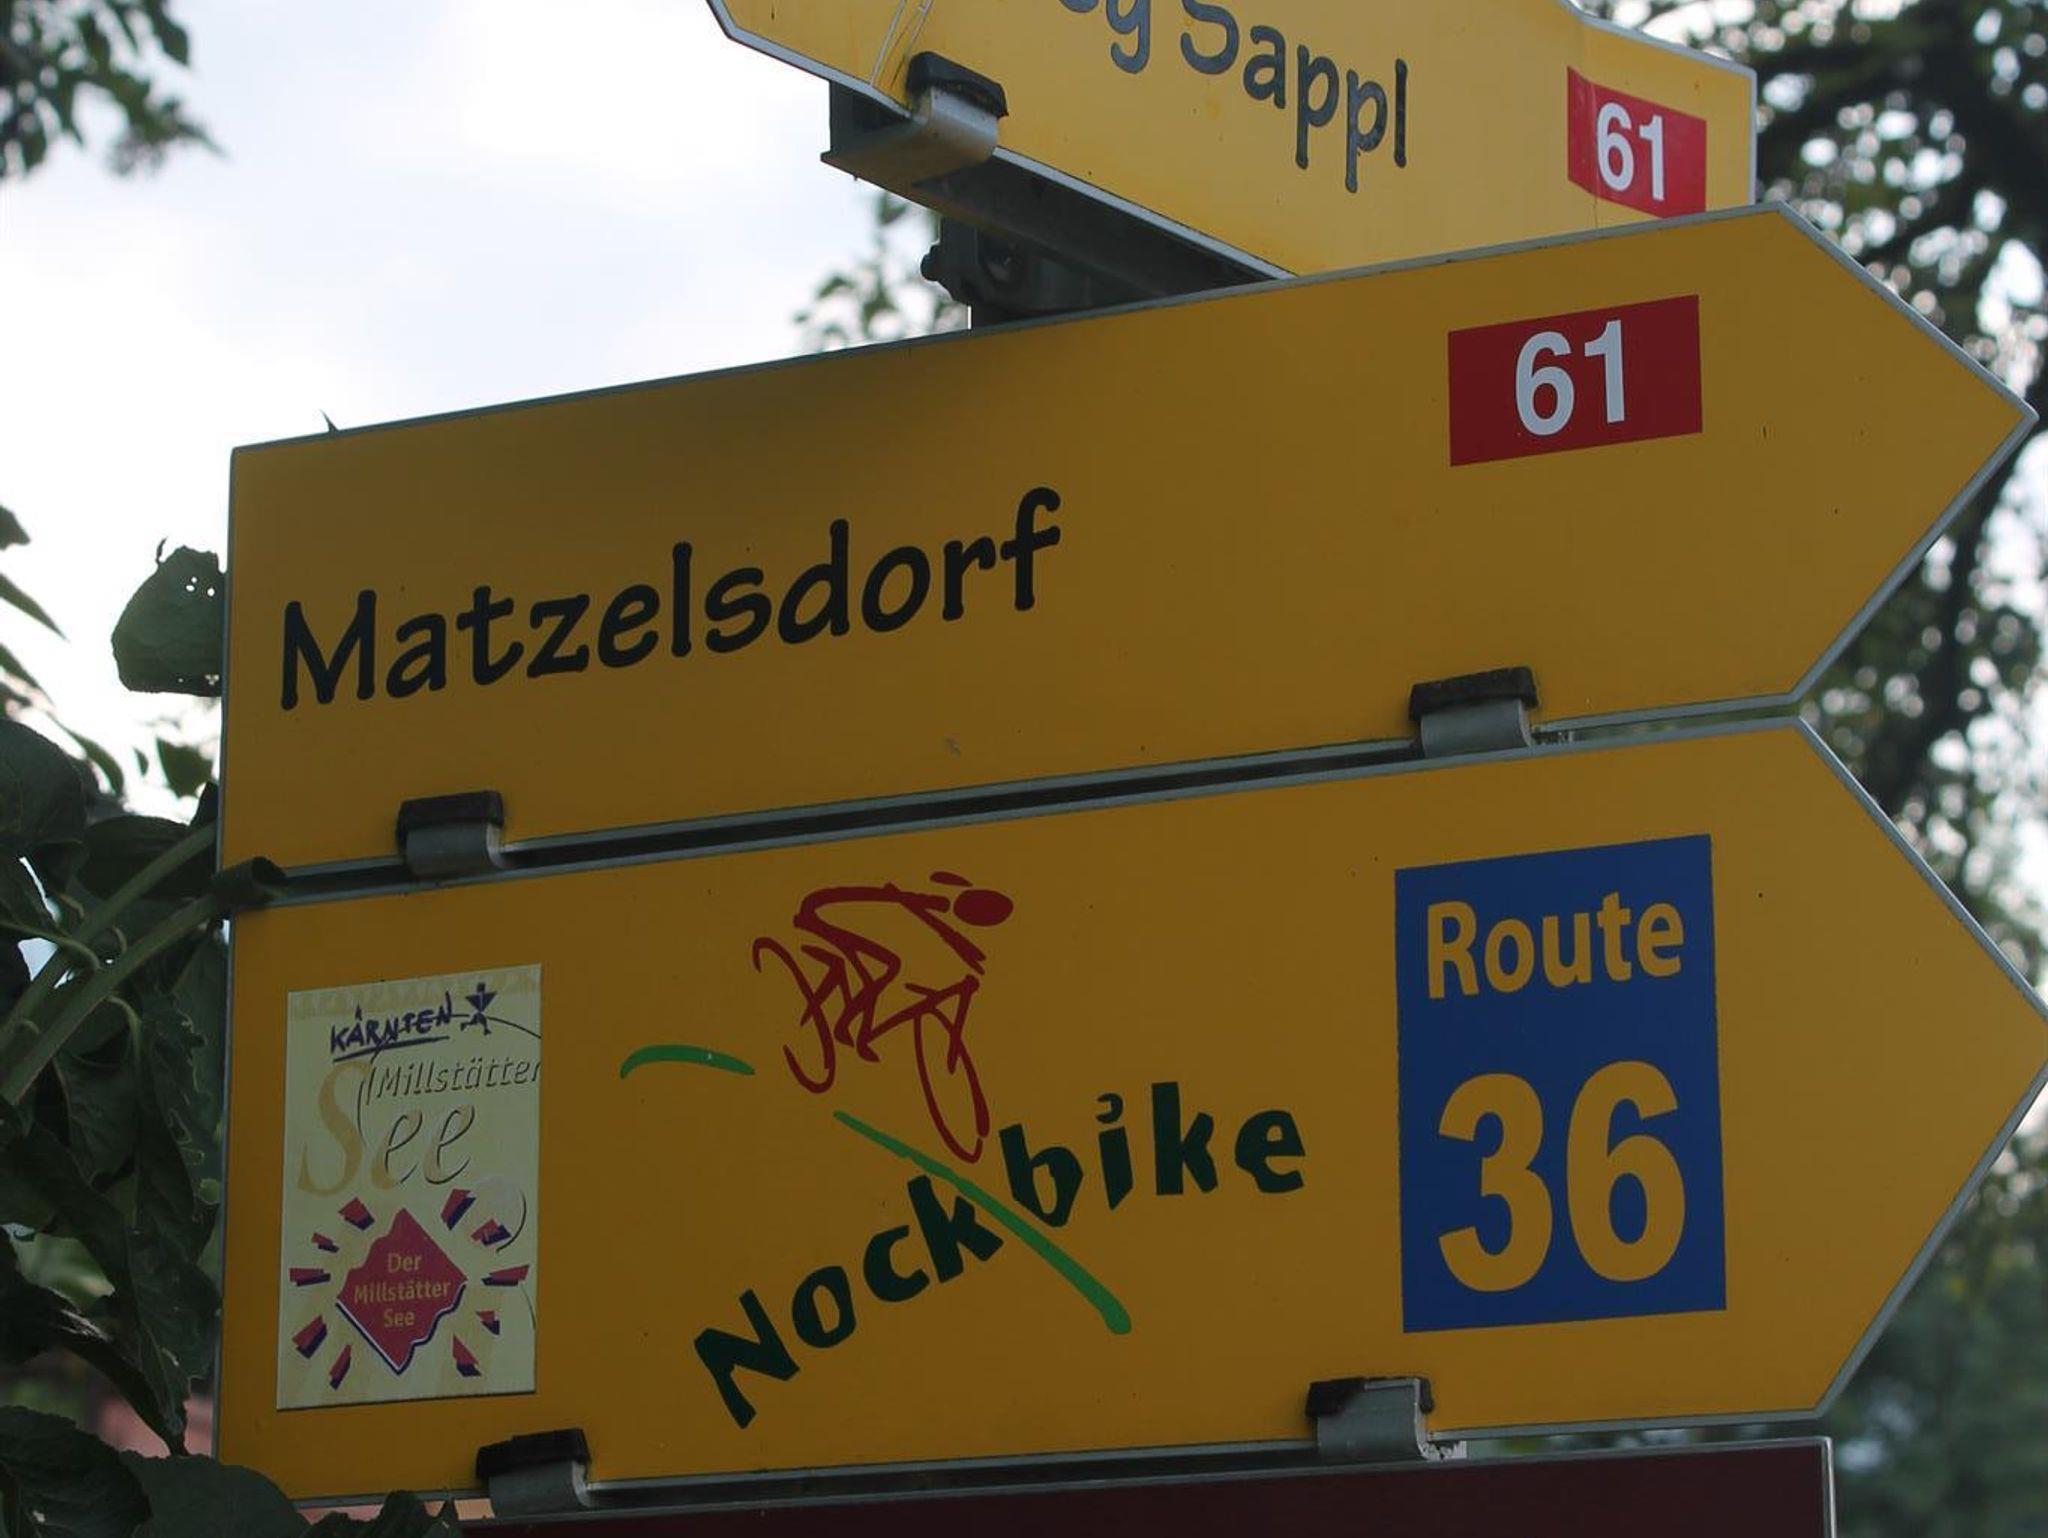 Sappl
61
61
Matzelsdorf
Route
36
KÄRNTEN
Millstätter
See
Nockbike
Der
Millstätter
See